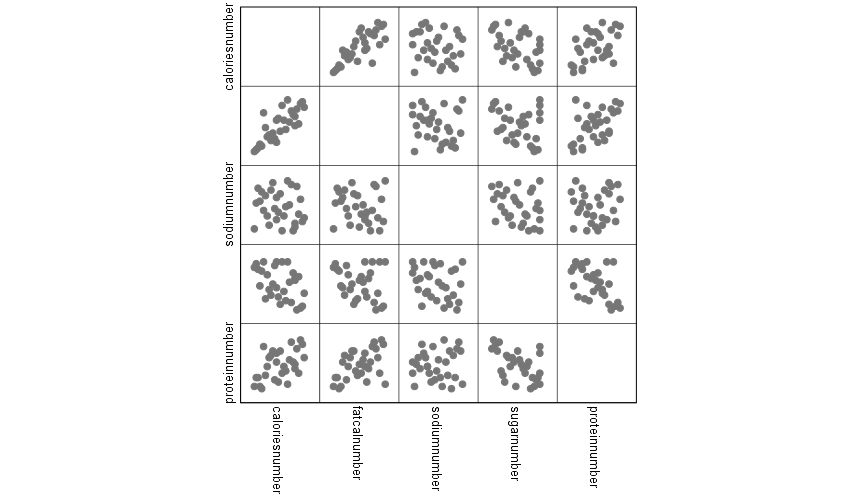 caloriesnumber
sodiumnumber
proteinnumber
caloriesnumber
fatcalnumber
sodiumnumber
sugarnumber
proteinnumber